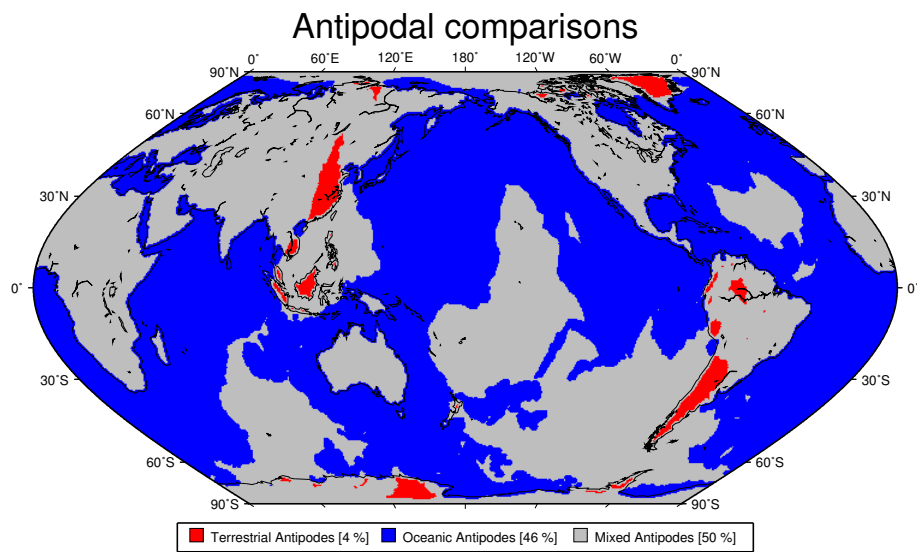 Antipodal comparisons
0˚ 60˚E 120˚E 180˚ 120˚W 60˚W 0˚
90˚N 90˚N
60˚N 60˚N
30˚N 30˚N
0˚ 0˚
30˚S 30˚S
60˚S 60˚S
90˚S 90˚S
Terrestrial Antipodes [4 %] Oceanic Antipodes [46 %] Mixed Antipodes [50 %]